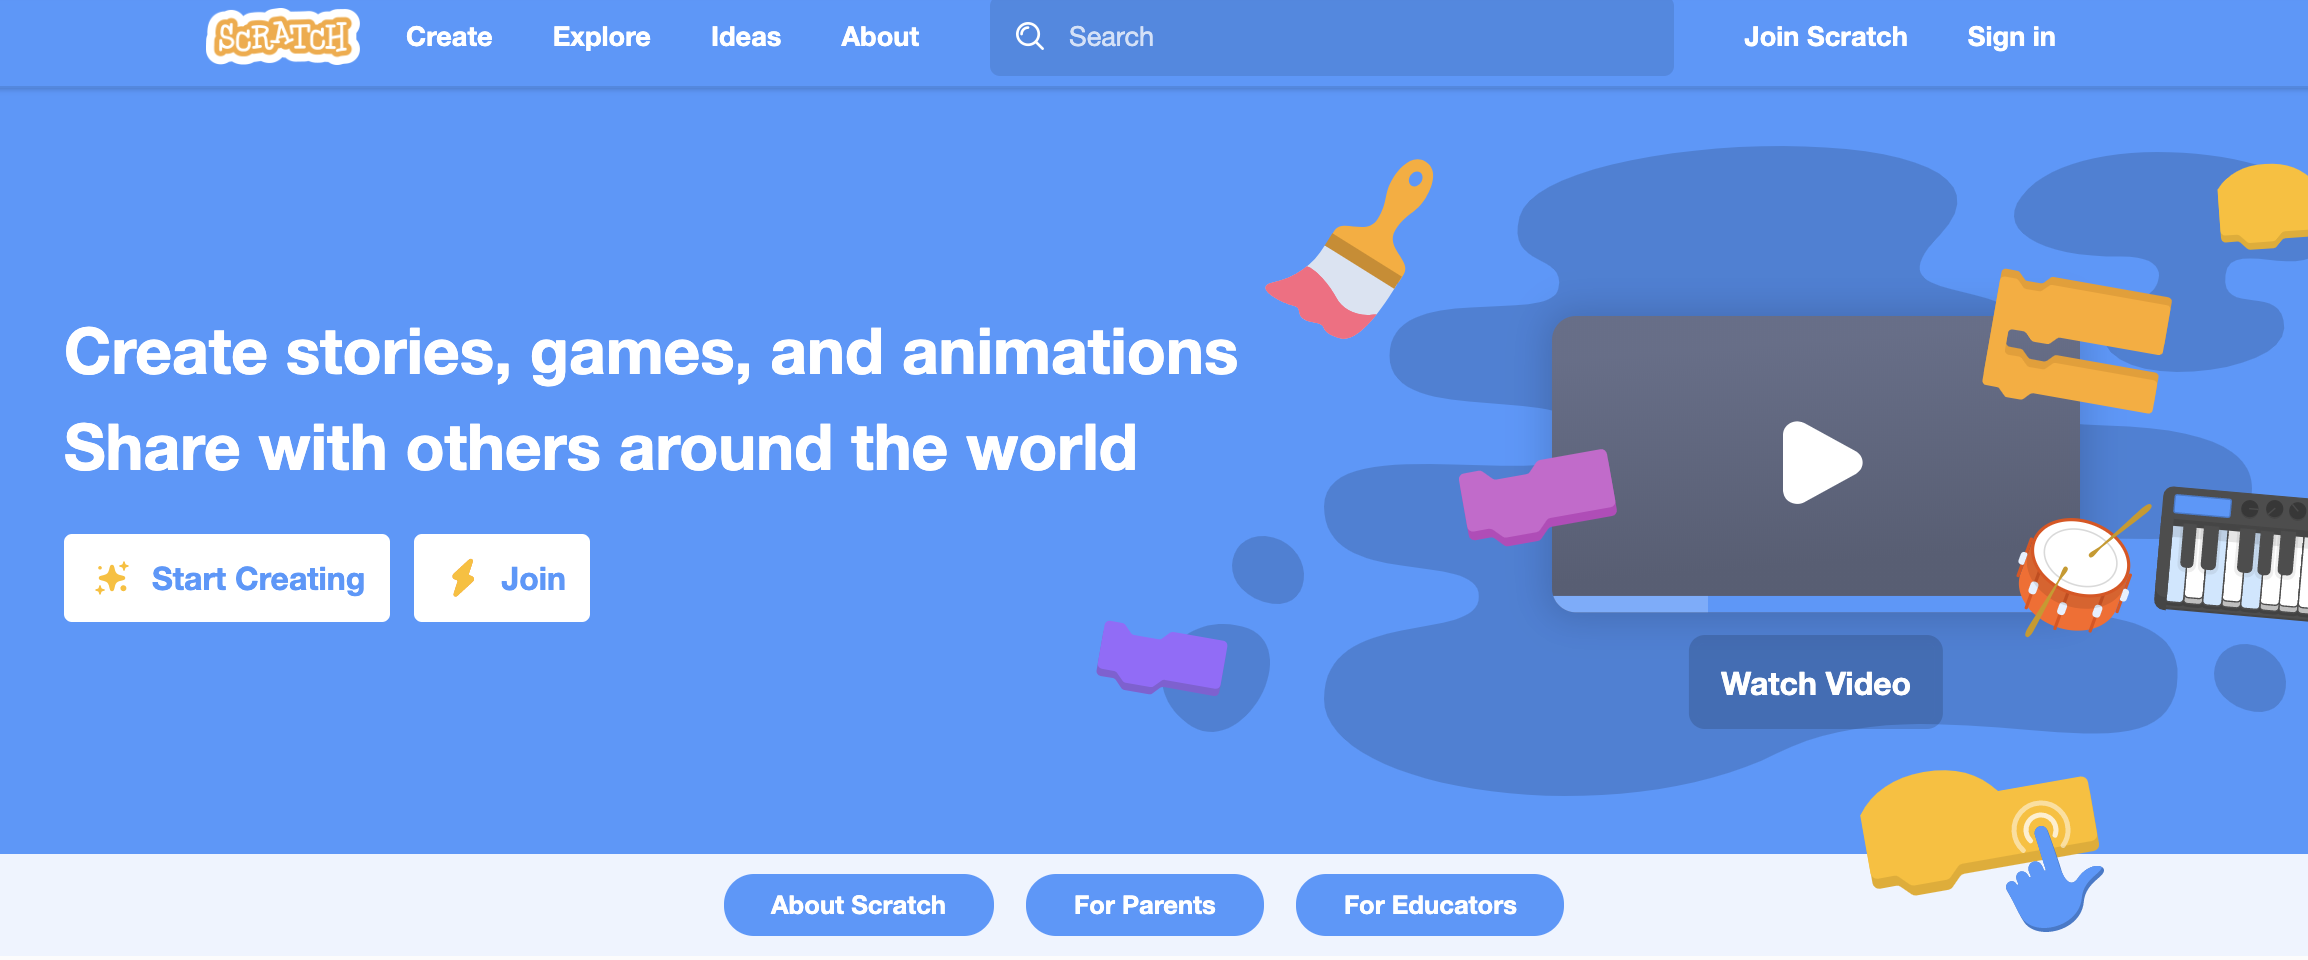 SCRATCH
Create
Explore
Ideas
About
Search
Join Scratch
Sign in
Create stories, games, and animations
Share with others around the world
Start Creating
Join
Watch Video
About Scratch
For Parents
For Educators